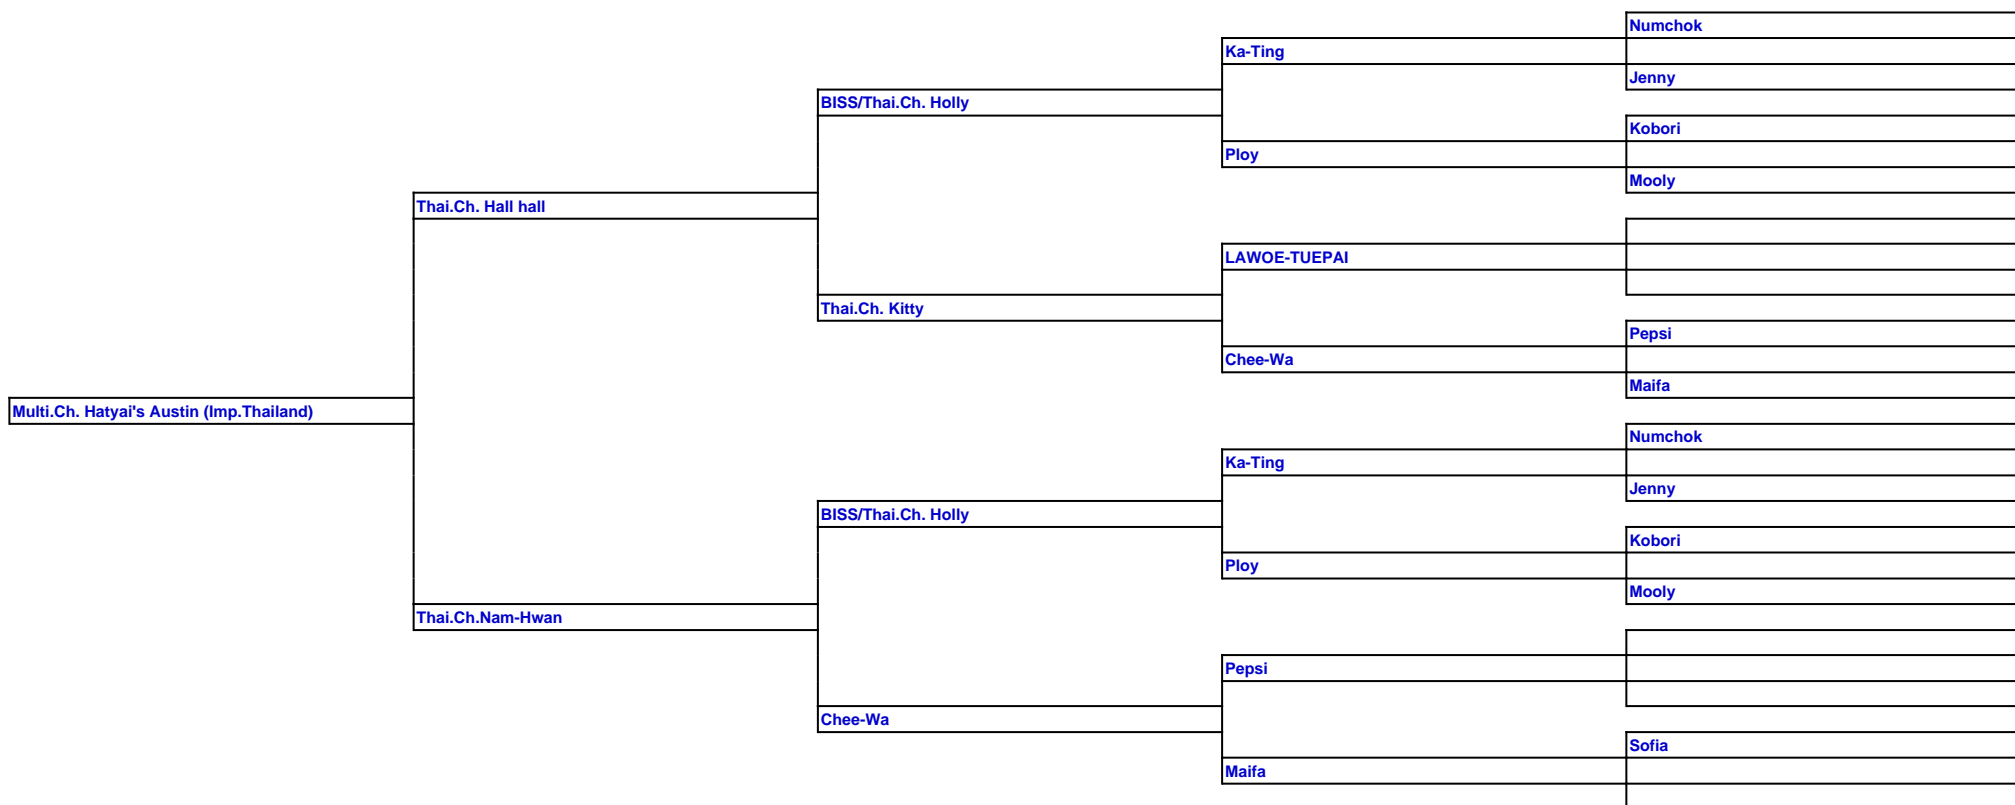 Numchok
Ka-Ting
Jenny
BISS/Thai.Ch. Holly
Kobori
Ploy
Mooly
Thai.Ch. Hall hall
LAWOE-TUEPAI
Thai.Ch. Kitty
Pepsi
Chee-Wa
Maifa
Multi.Ch. Hatyai's Austin (Imp.Thailand)
Numchok
Ka-Ting
Jenny
BISS/Thai.Ch. Holly
Kobori
Ploy
Mooly
Thai.Ch.Nam-Hwan
Pepsi
Chee-Wa
Sofia
Maifa